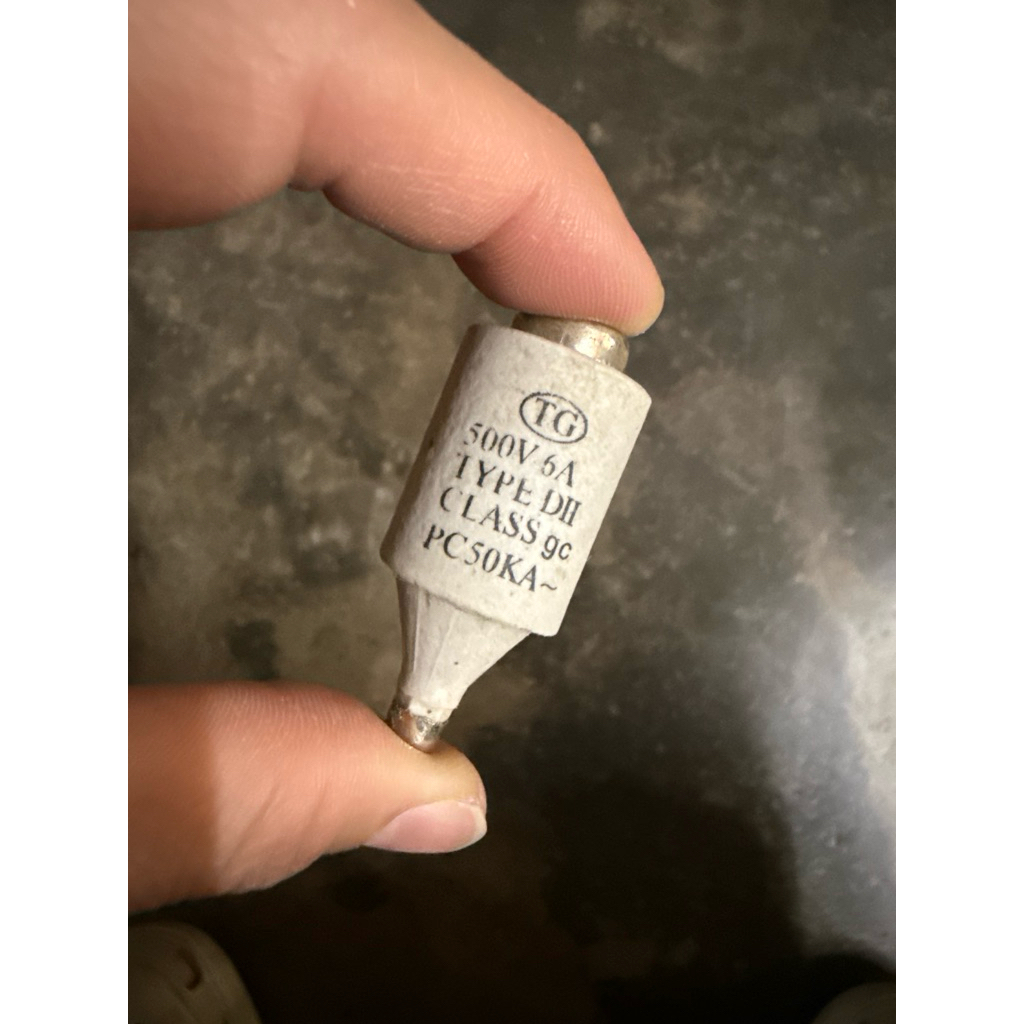 TG
500V 6A
TYPE DII
CLASS gc
PC50KA~